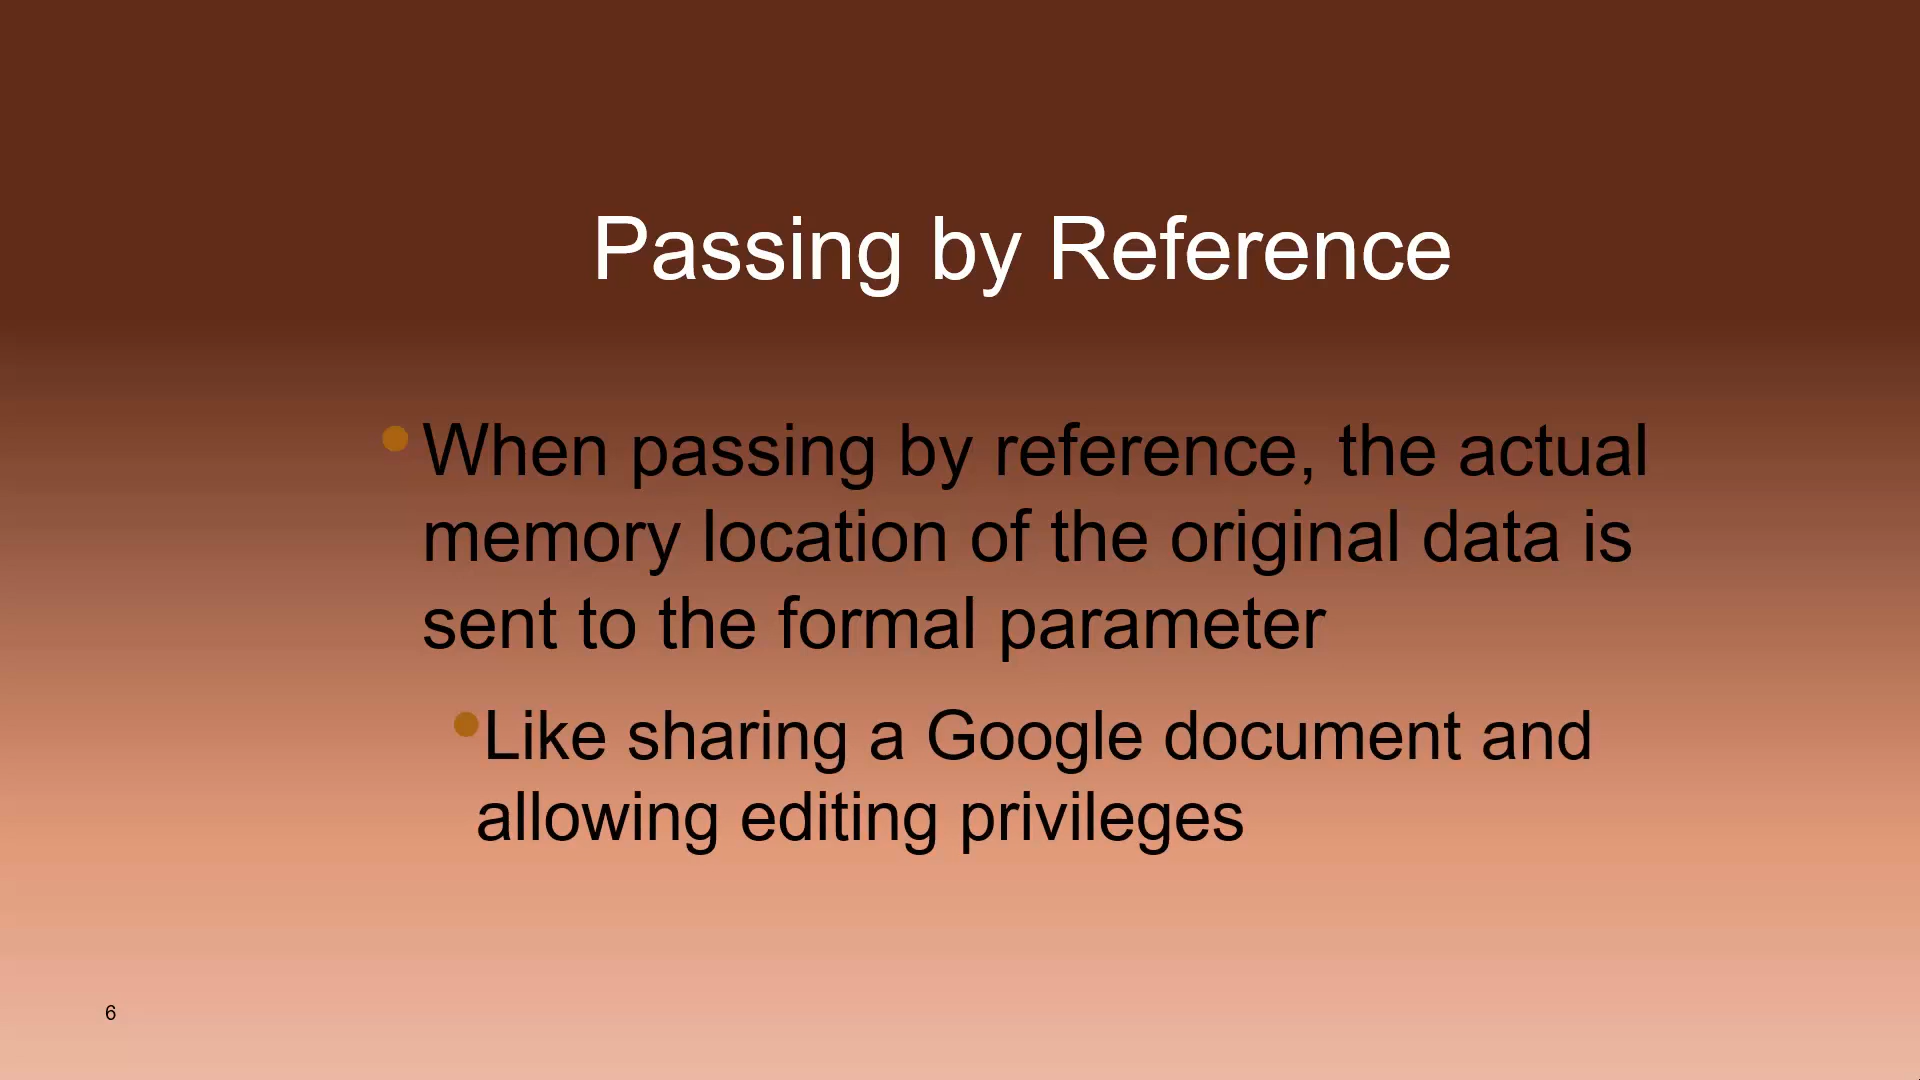 Passing by Reference
• When passing by reference, the actual
memory location of the original data is
sent to the formal parameter
• Like sharing a Google document and
allowing editing privileges
6